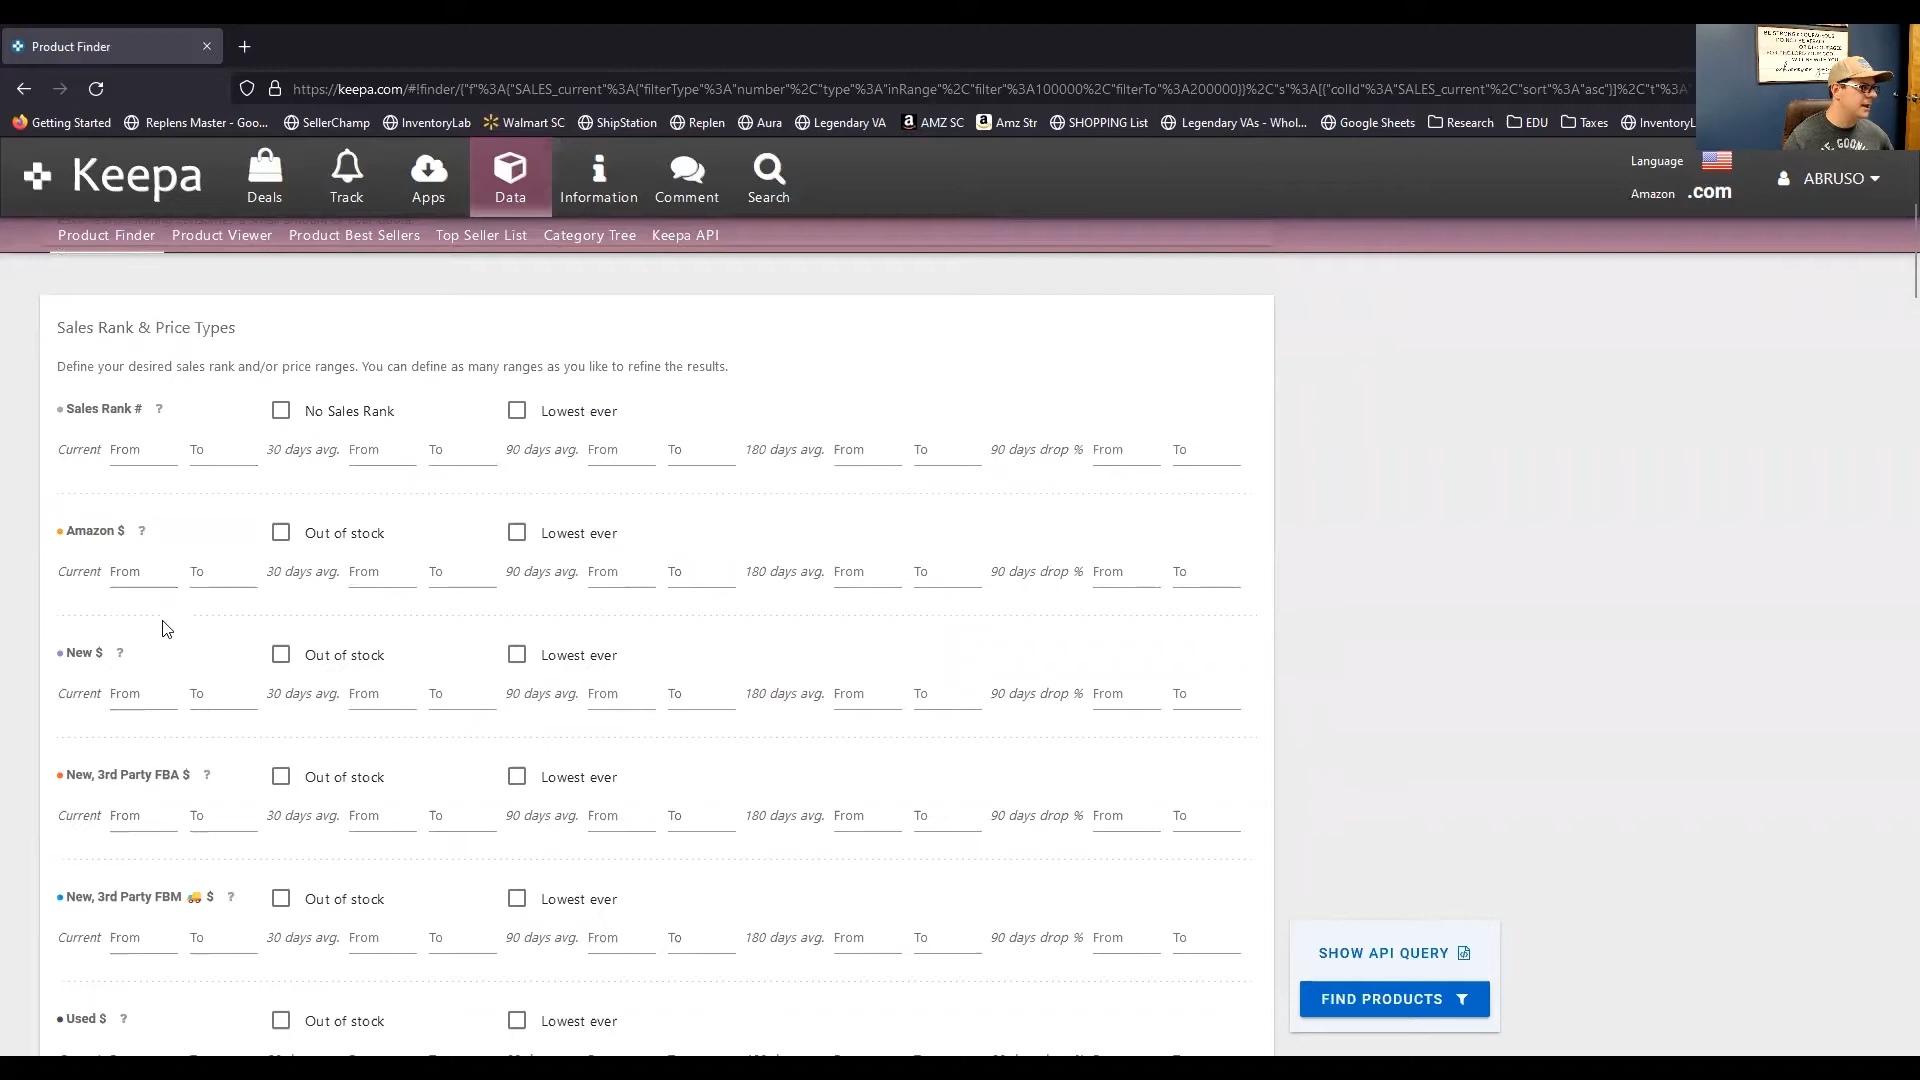 Product Finder
https://keepa.com/#!finder/{"f"%3A{"SALES_current"%3A{"filterType"%3A"number"%2C"type"%3A"inRange"%2C"filter"%3A100000%2C"filterTo"%3A200000}}%2C"s"%3A[{"colId"%3A"SALES_current"%2C"sort"%3A"asc"}]%2C"t"%3A"
Getting Started Replens Master - Goo... SellerChamp InventoryLab Walmart SC ShipStation Replen Aura Legendary VA AMZ SC Amz Str SHOPPING List Legendary VAs - Whol... Google Sheets Research EDU Taxes InventoryL
Keepa Deals Track Apps Data Information Comment Search
Language
Amazon .com
ABRUSO
Product Finder Product Viewer Product Best Sellers Top Seller List Category Tree Keepa API
Sales Rank & Price Types
Define your desired sales rank and/or price ranges. You can define as many ranges as you like to refine the results.
Sales Rank # ? No Sales Rank Lowest ever
Current From To 30 days avg. From To 90 days avg. From To 180 days avg. From To 90 days drop % From To
Amazon $ ? Out of stock Lowest ever
Current From To 30 days avg. From To 90 days avg. From To 180 days avg. From To 90 days drop % From To
New $ ? Out of stock Lowest ever
Current From To 30 days avg. From To 90 days avg. From To 180 days avg. From To 90 days drop % From To
New, 3rd Party FBA $ ? Out of stock Lowest ever
Current From To 30 days avg. From To 90 days avg. From To 180 days avg. From To 90 days drop % From To
New, 3rd Party FBM 🚚 $ ? Out of stock Lowest ever
Current From To 30 days avg. From To 90 days avg. From To 180 days avg. From To 90 days drop % From To
Used $ ? Out of stock Lowest ever
SHOW API QUERY
FIND PRODUCTS